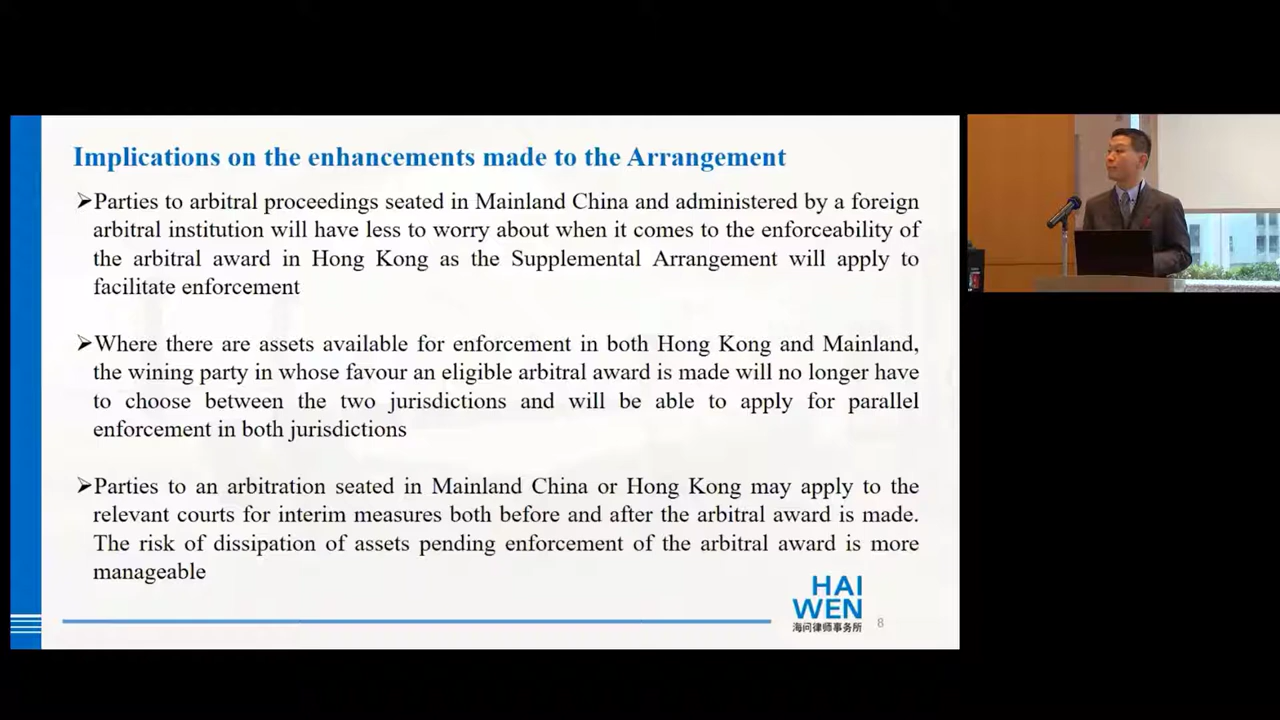 Implications on the enhancements made to the Arrangement
➢Parties to arbitral proceedings seated in Mainland China and administered by a foreign
arbitral institution will have less to worry about when it comes to the enforceability of
the arbitral award in Hong Kong as the Supplemental Arrangement will apply to
facilitate enforcement
➢Where there are assets available for enforcement in both Hong Kong and Mainland,
the wining party in whose favour an eligible arbitral award is made will no longer have
to choose between the two jurisdictions and will be able to apply for parallel
enforcement in both jurisdictions
➢Parties to an arbitration seated in Mainland China or Hong Kong may apply to the
relevant courts for interim measures both before and after the arbitral award is made.
The risk of dissipation of assets pending enforcement of the arbitral award is more
manageable
HAI
WEN
海问律师事务所
8